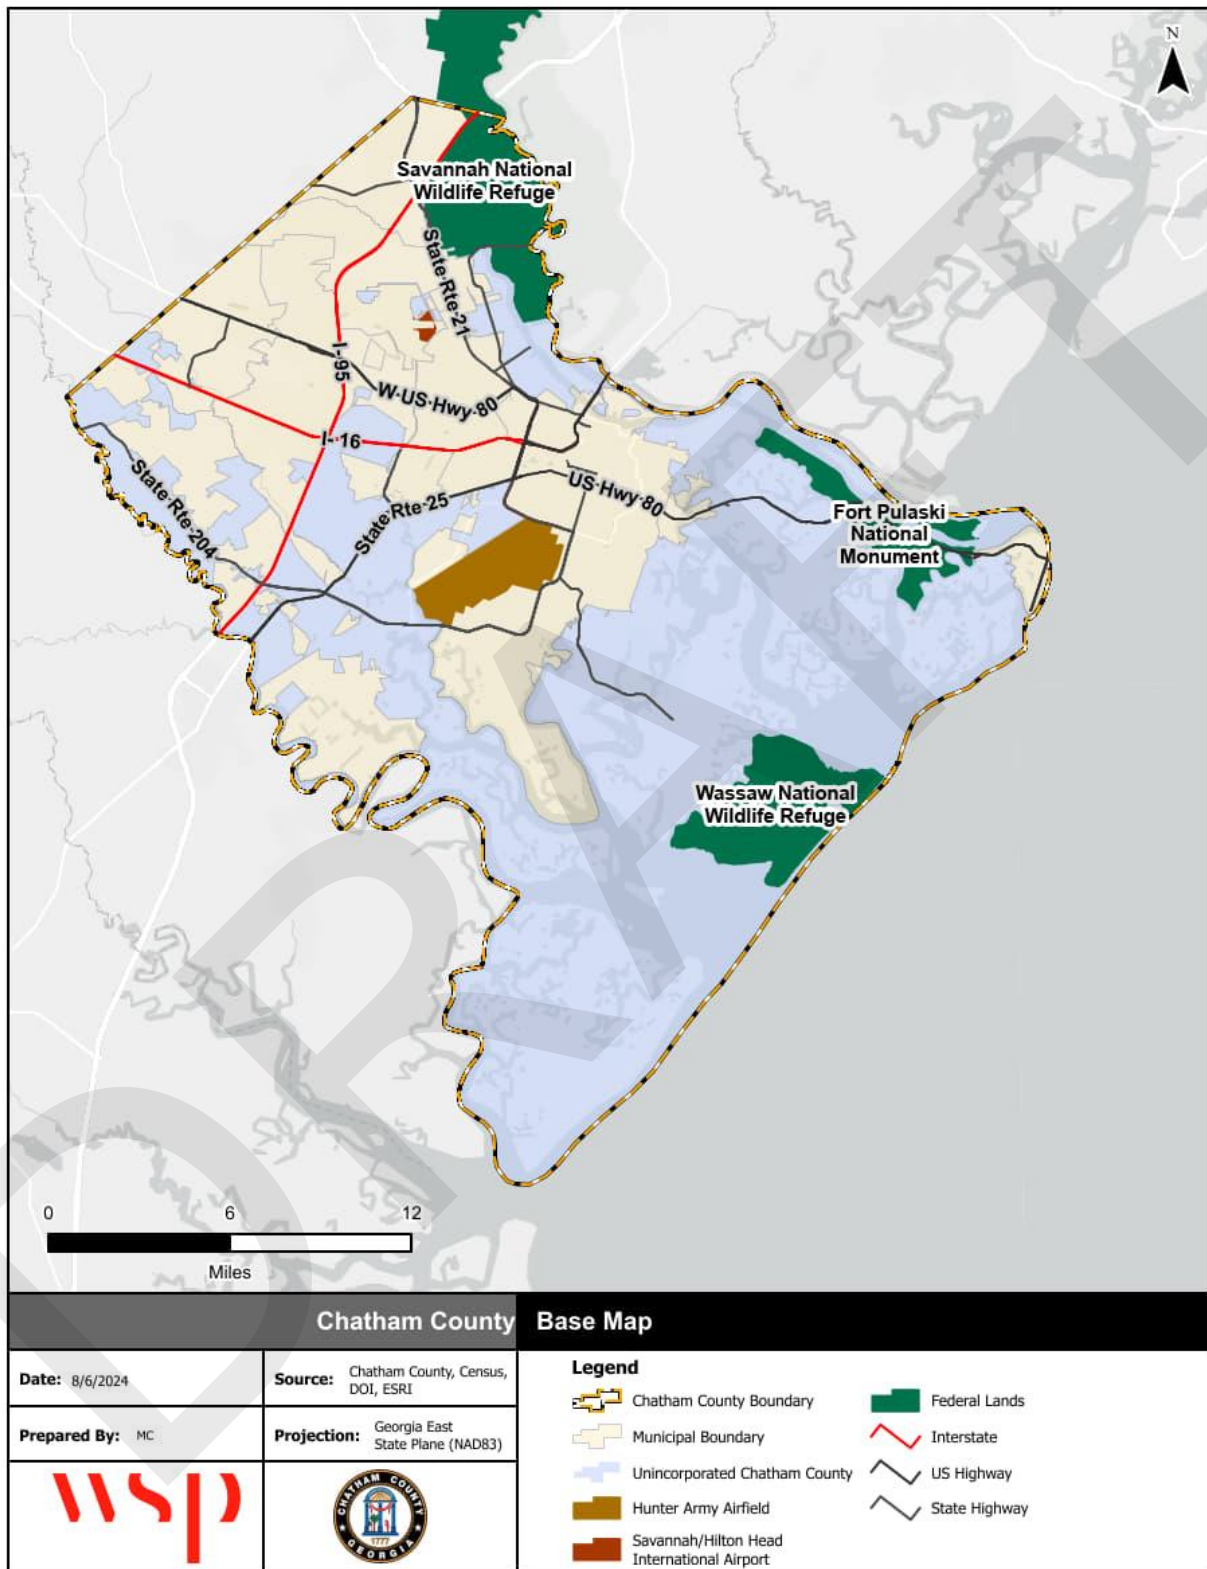 N
Savannah National
Wildlife Refuge
State Rte 21
I-95
W US Hwy 80
I- 16
US Hwy 80
State Rte 25
State Rte 204
Fort Pulaski
National
Monument
Wassaw National
Wildlife Refuge
DRAFT
0 6 12
Miles
Chatham County Base Map
Date: 8/6/2024
Source: Chatham County, Census,
DOI, ESRI
Prepared By: MC
Projection: Georgia East
State Plane (NAD83)
wsp
CHATHAM COUNTY
1777
GEORGIA
Legend
Chatham County Boundary
Municipal Boundary
Unincorporated Chatham County
Hunter Army Airfield
Savannah/Hilton Head
International Airport
Federal Lands
Interstate
US Highway
State Highway